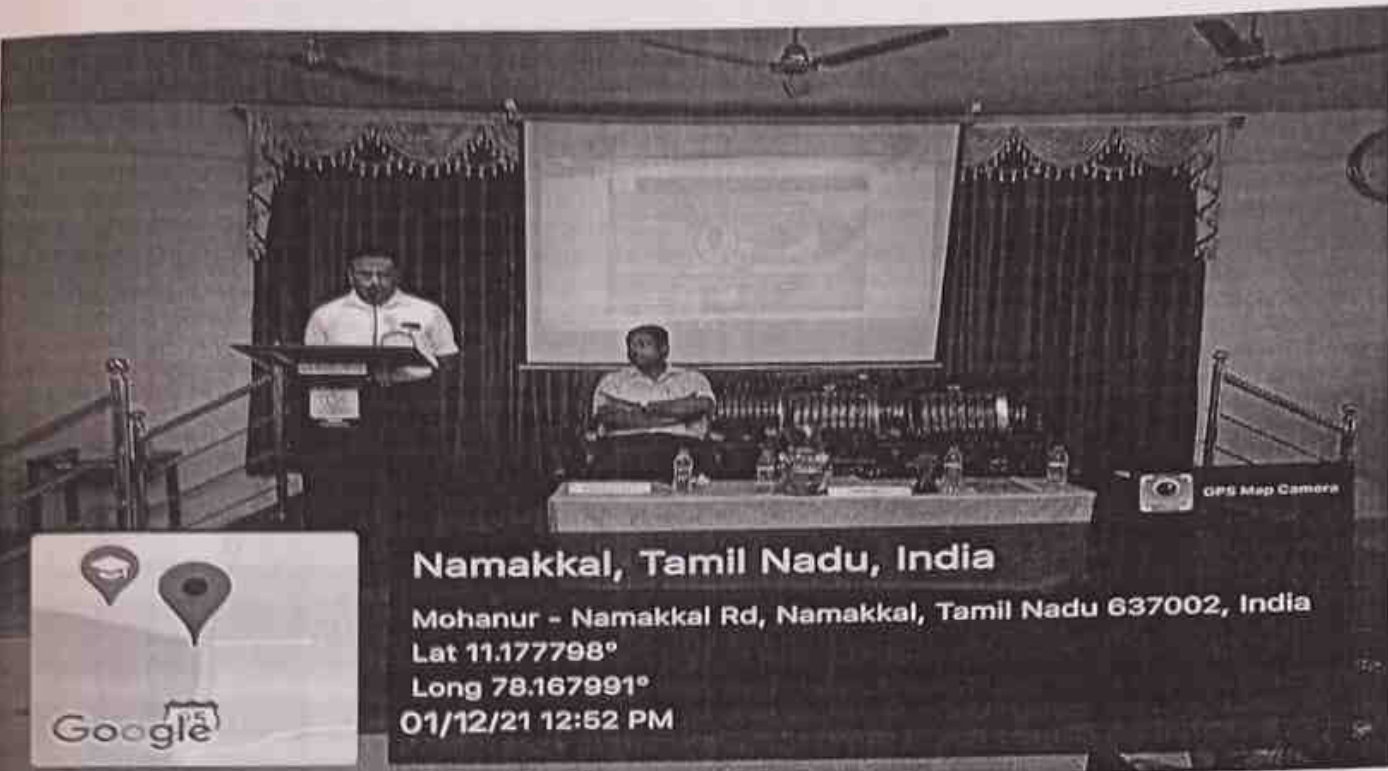 GPS Map Camera
Namakkal, Tamil Nadu, India
Mohanur - Namakkal Rd, Namakkal, Tamil Nadu 637002, India
Lat 11.177798°
Long 78.167991°
01/12/21 12:52 PM
Google